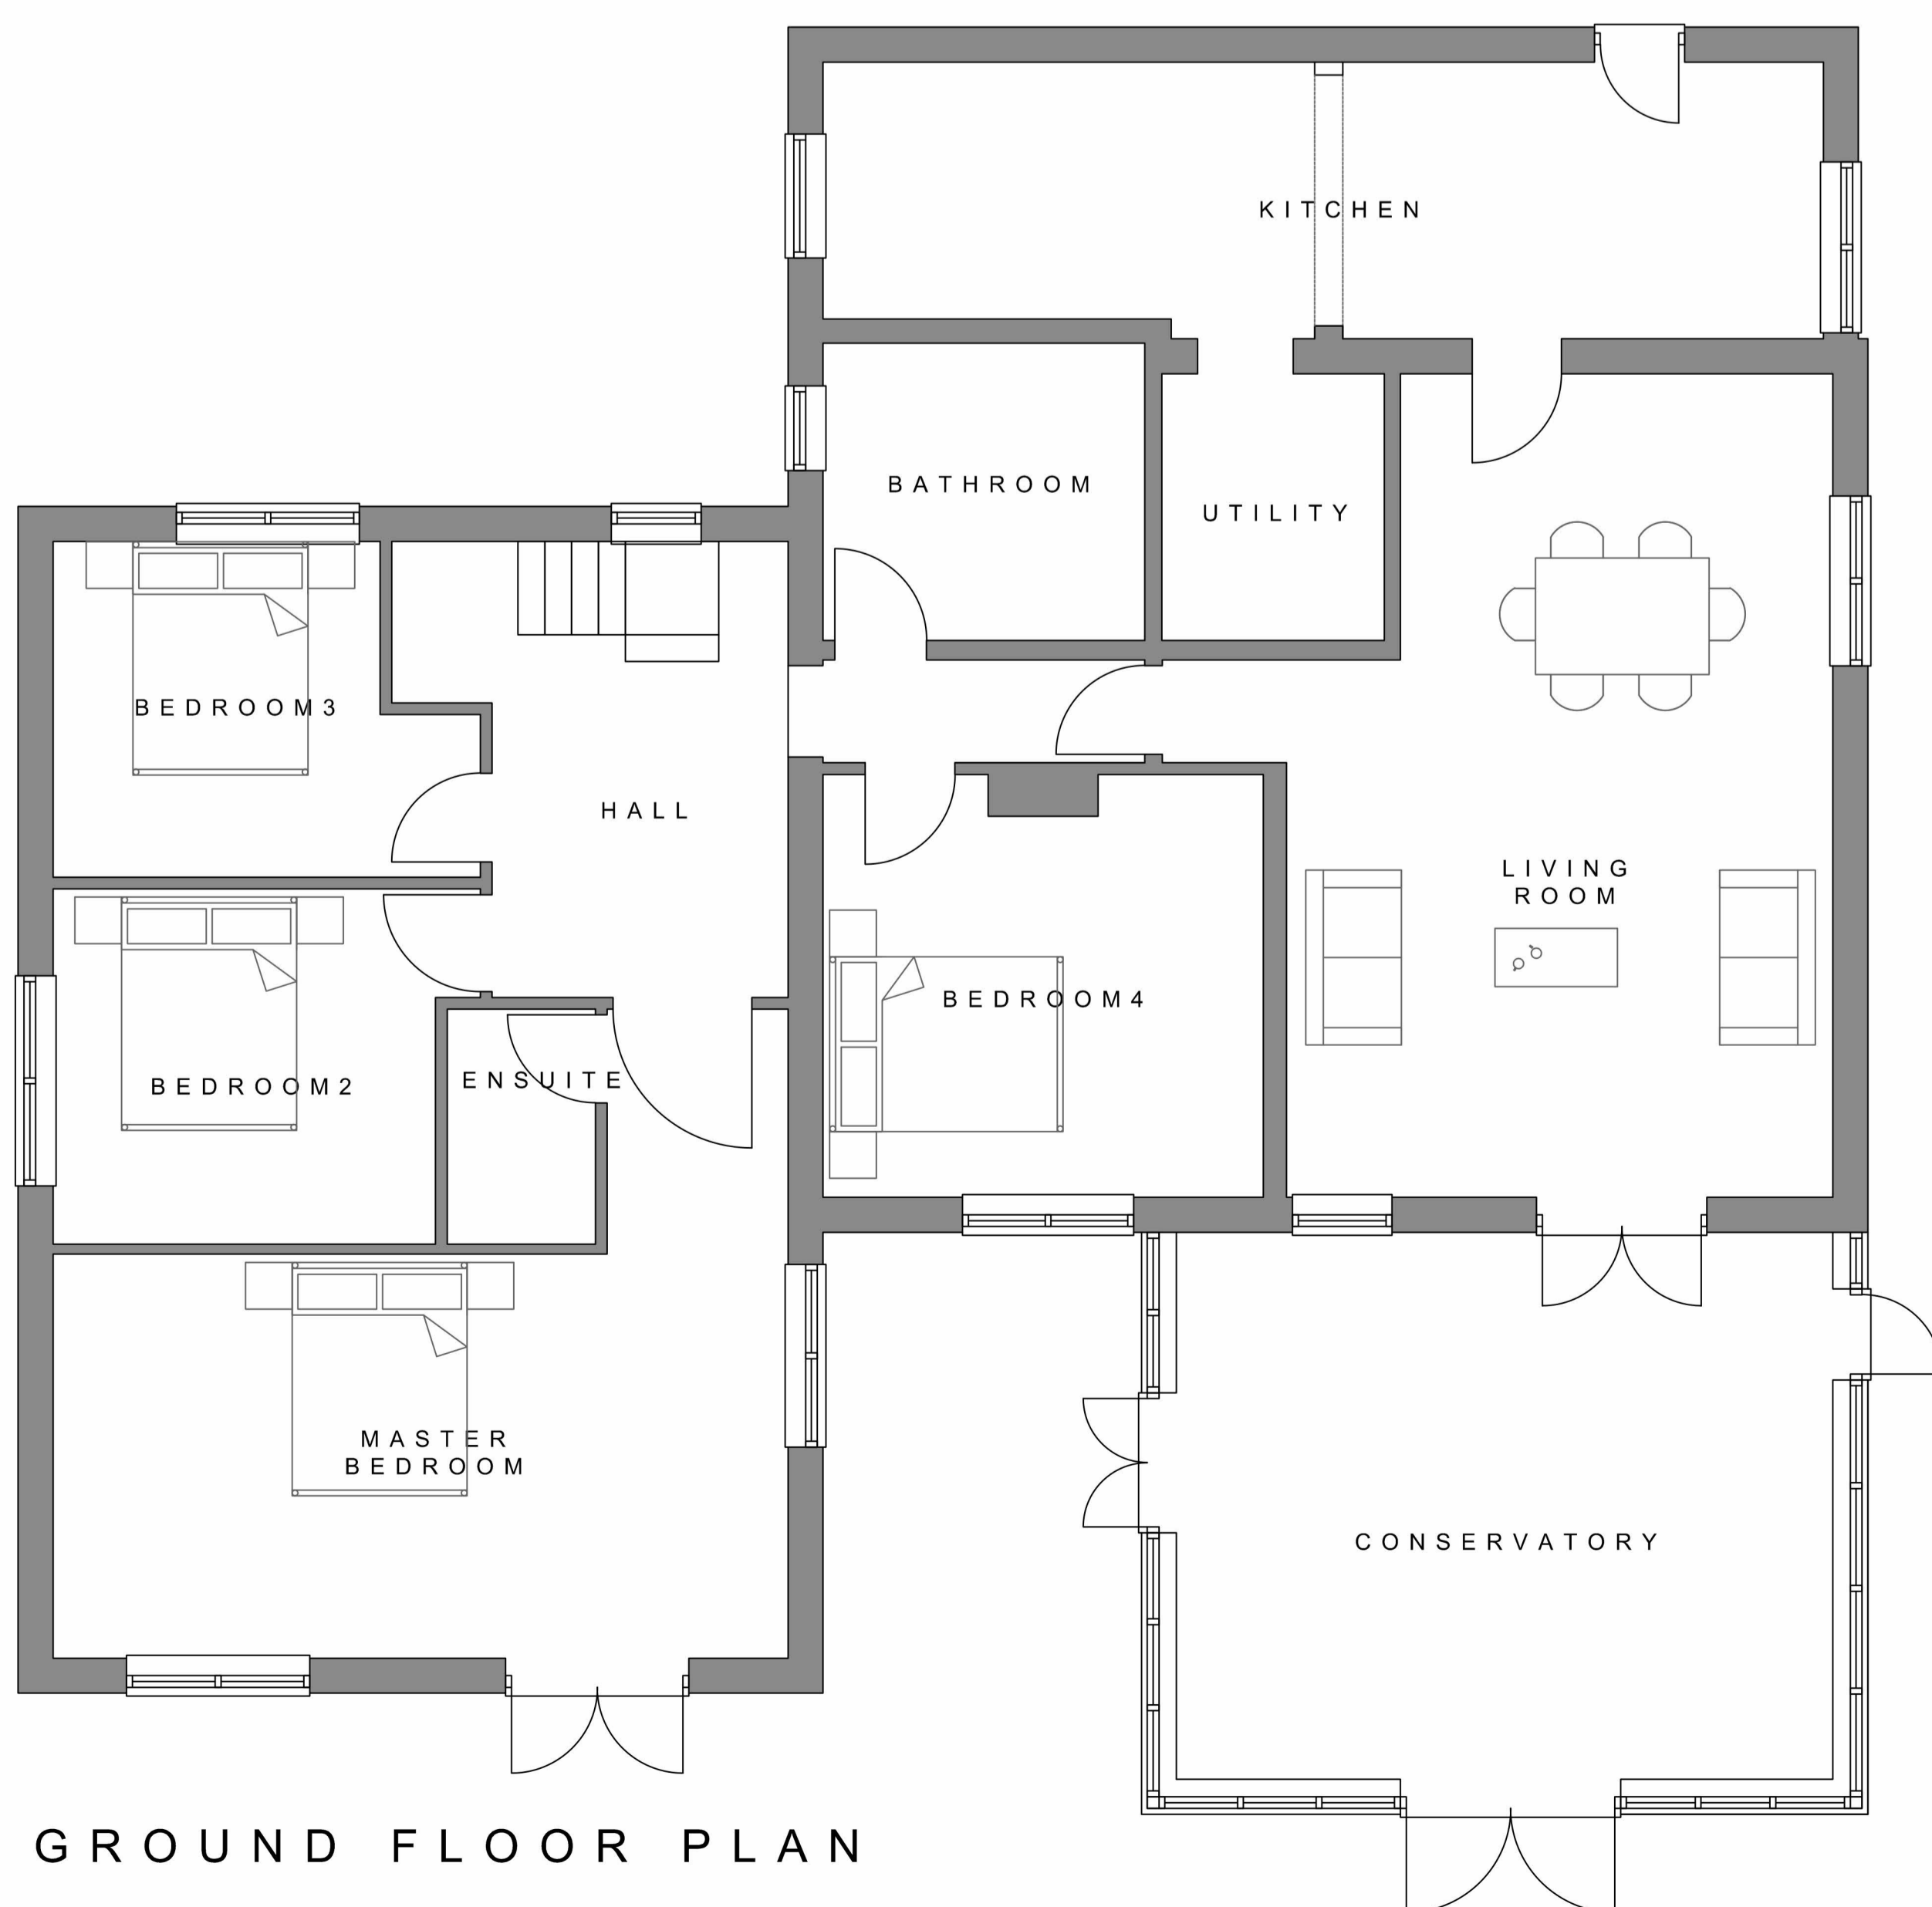 KITCHEN
BATHROOM
UTILITY
BEDROOM3
HALL
LIVING
ROOM
BEDROOM4
ENSUITE
BEDROOM2
MASTER
BEDROOM
CONSERVATORY
GROUND FLOOR PLAN